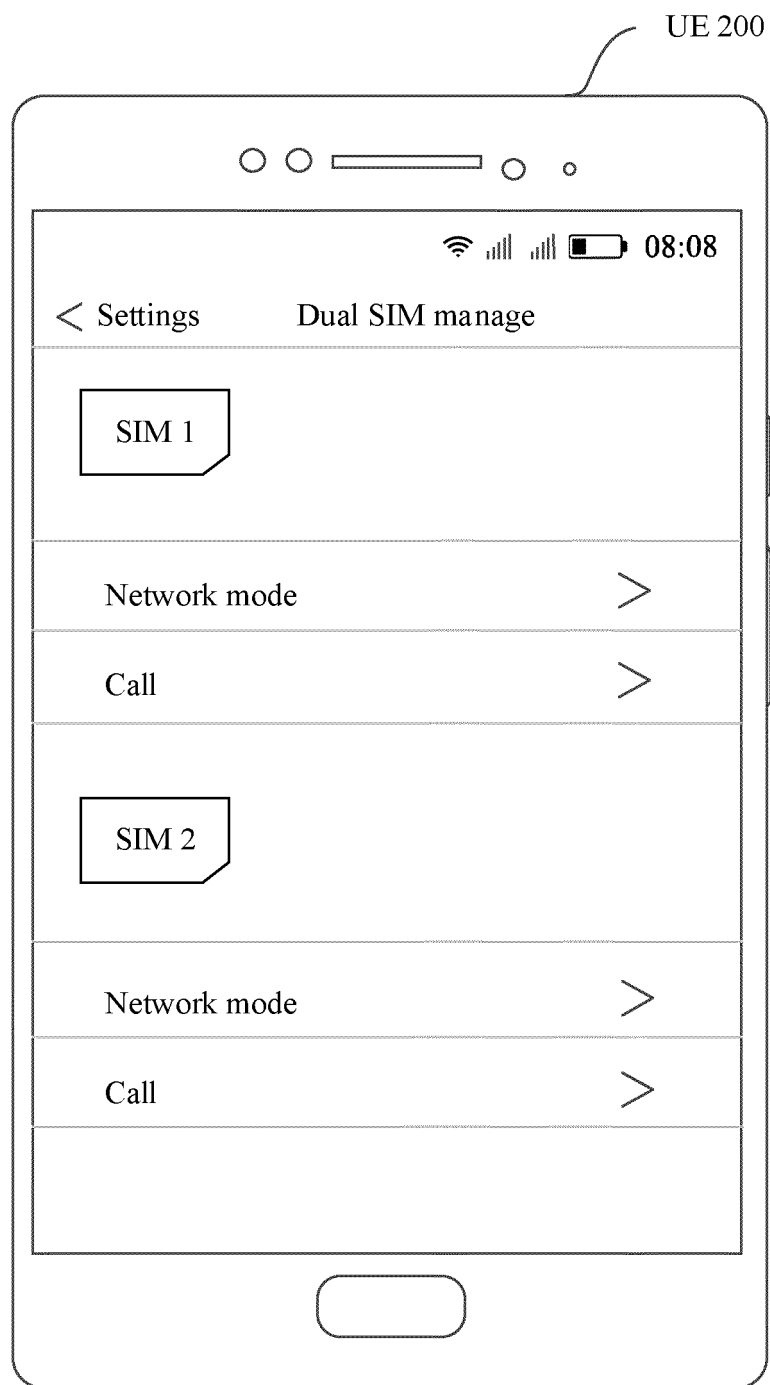 UE 200
08:08
< Settings Dual SIM manage
SIM 1
Network mode >
Call >
SIM 2
Network mode >
Call >